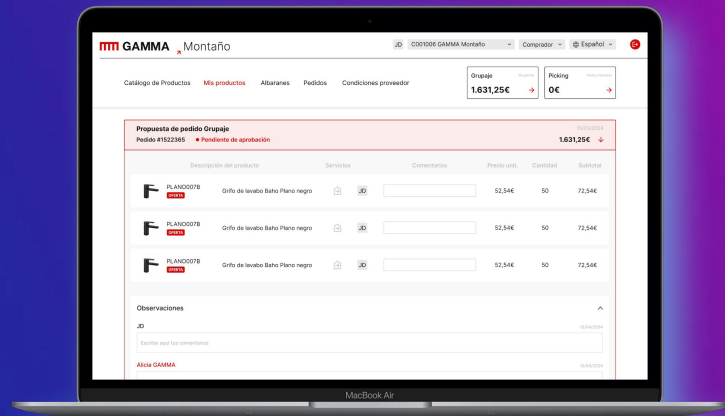 GAMMA Montaño
JD C001006 GAMMA Montaño Comprador Español
Catálogo de Productos Mis productos Albaranes Pedidos Condiciones proveedor
Grupaje
1.631,25€
Picking
0€
Propuesta de pedido Grupaje
Pedido #1522365 Pendiente de aprobación 1.631,25€
Descripción del producto Servicios Comentarios Precio unit. Cantidad Subtotal
PLANO007B
OFERTA
Grifo de lavabo Baho Plano negro JD 52,54€ 50 72,54€
PLANO007B
OFERTA
Grifo de lavabo Baho Plano negro JD 52,54€ 50 72,54€
PLANO007B
OFERTA
Grifo de lavabo Baho Plano negro JD 52,54€ 50 72,54€
Observaciones
JD
Escribe aquí los comentarios
Alicia GAMMA
MacBook Air